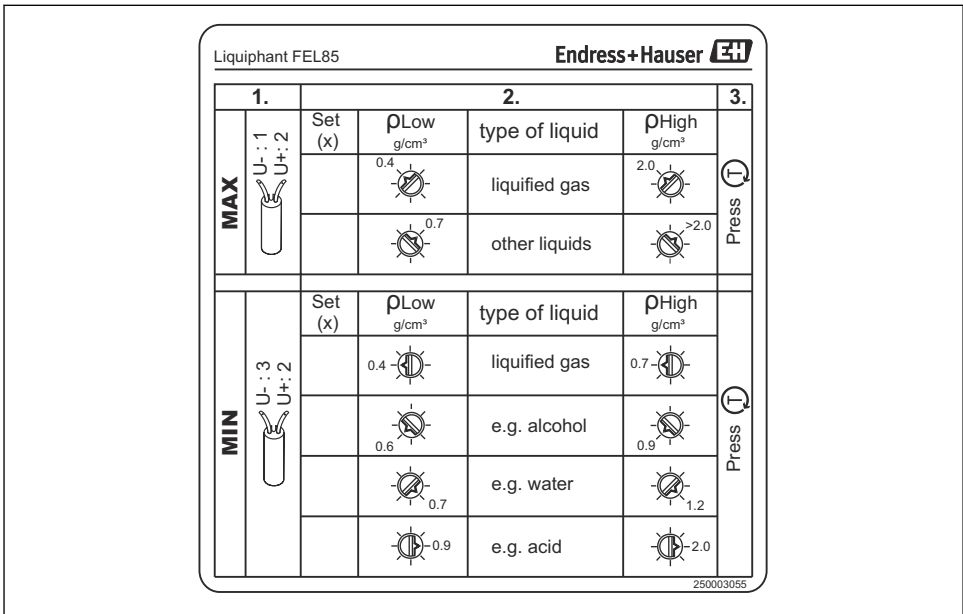 Liquiphant FEL85
Endress+Hauser EH
1. 2. 3.
MAX
U- : 1
U+: 2
Set (x) ρLow g/cm³ type of liquid ρHigh g/cm³
0.4 liquified gas 2.0
0.7 other liquids >2.0
Press T
MIN
U- : 3
U+: 2
Set (x) ρLow g/cm³ type of liquid ρHigh g/cm³
0.4 liquified gas 0.7
0.6 e.g. alcohol 0.9
0.7 e.g. water 1.2
0.9 e.g. acid 2.0
Press T
250003055